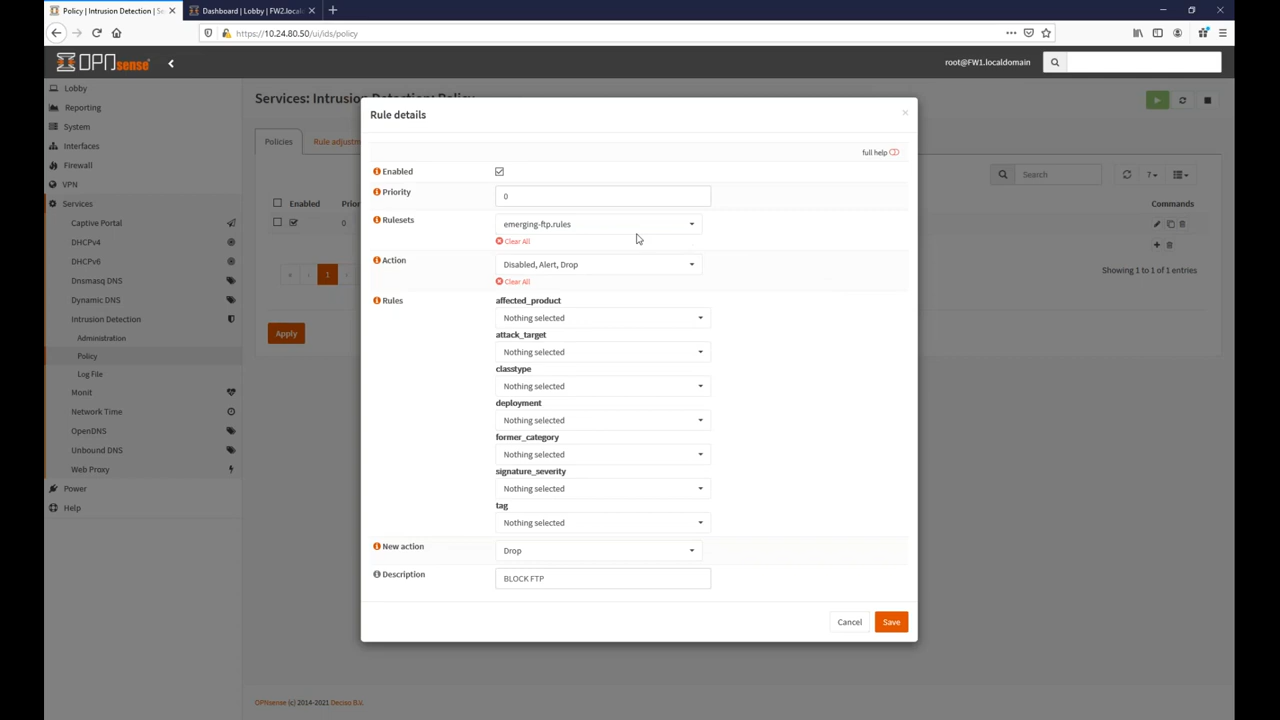 Policy | Intrusion Detection | Se
Dashboard | Lobby | FW2.local
https://10.24.80.50/ui/ids/policy
OPNsense
root@FW1.localdomain
Lobby
Reporting
System
Interfaces
Firewall
VPN
Services
Captive Portal
DHCPv4
DHCPv6
Dnsmasq DNS
Dynamic DNS
Intrusion Detection
Administration
Policy
Log File
Monit
Network Time
OpenDNS
Unbound DNS
Web Proxy
Power
Help
Services: Intrusion Detection: Policy
Policies
Rule adjustm
Search
7
Enabled
Prior
Commands
0
« ‹ 1 ›
Showing 1 to 1 of 1 entries
Apply
Rule details
×
full help
Enabled
Priority
0
Rulesets
emerging-ftp.rules
Clear All
Action
Disabled, Alert, Drop
Clear All
Rules
affected_product
Nothing selected
attack_target
Nothing selected
classtype
Nothing selected
deployment
Nothing selected
former_category
Nothing selected
signature_severity
Nothing selected
tag
Nothing selected
New action
Drop
Description
BLOCK FTP
Cancel
Save
OPNsense (c) 2014-2021 Deciso B.V.